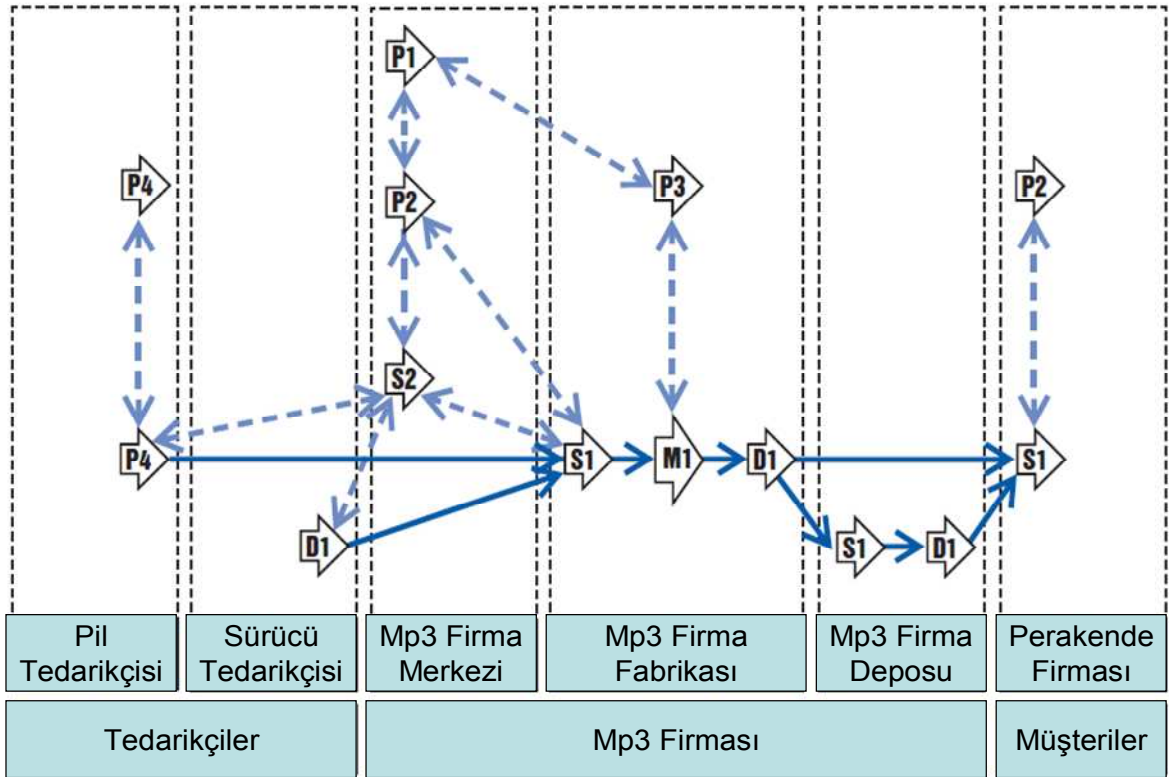 P1
P4
P2
P3
P2
S2
P4
S1
M1
D1
S1
D1
S1
D1
Pil
Tedarikçisi
Sürücü
Tedarikçisi
Mp3 Firma
Merkezi
Mp3 Firma
Fabrikası
Mp3 Firma
Deposu
Perakende
Firması
Tedarikçiler
Mp3 Firması
Müşteriler